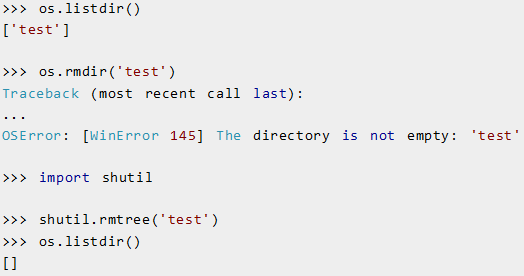 >>> os.listdir()
['test']
>>> os.rmdir('test')
Traceback (most recent call last):
...
OSError: [WinError 145] The directory is not empty: 'test'
>>> import shutil
>>> shutil.rmtree('test')
>>> os.listdir()
[]